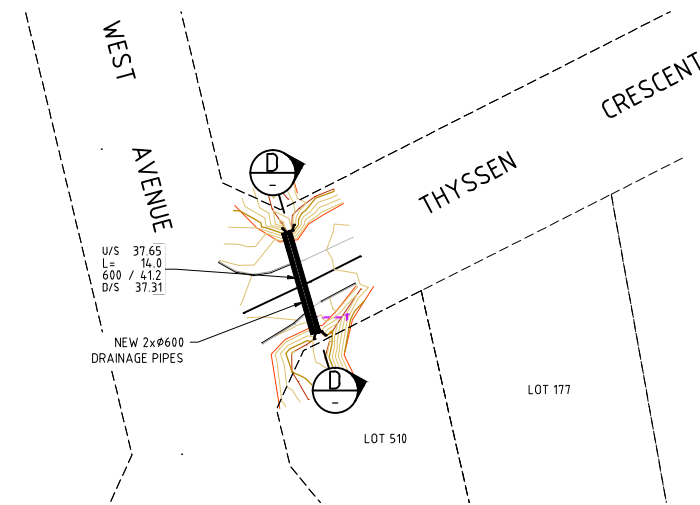 WEST
AVENUE
THYSSEN
CRESCENT
D
-
U/S 37.65
L= 14.0
600 / 41.2
D/S 37.31
NEW 2xØ600
DRAINAGE PIPES
D
-
LOT 177
LOT 510